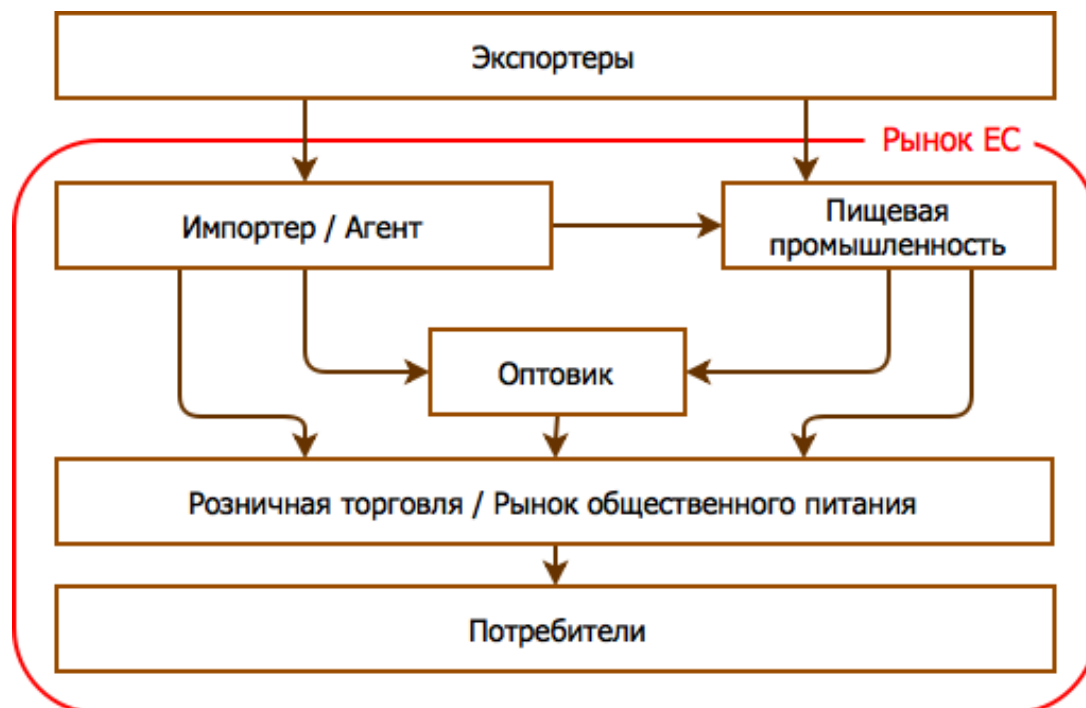 Экспортеры
Рынок ЕС
Импортер / Агент
Пищевая
промышленность
Оптовик
Розничная торговля / Рынок общественного питания
Потребители